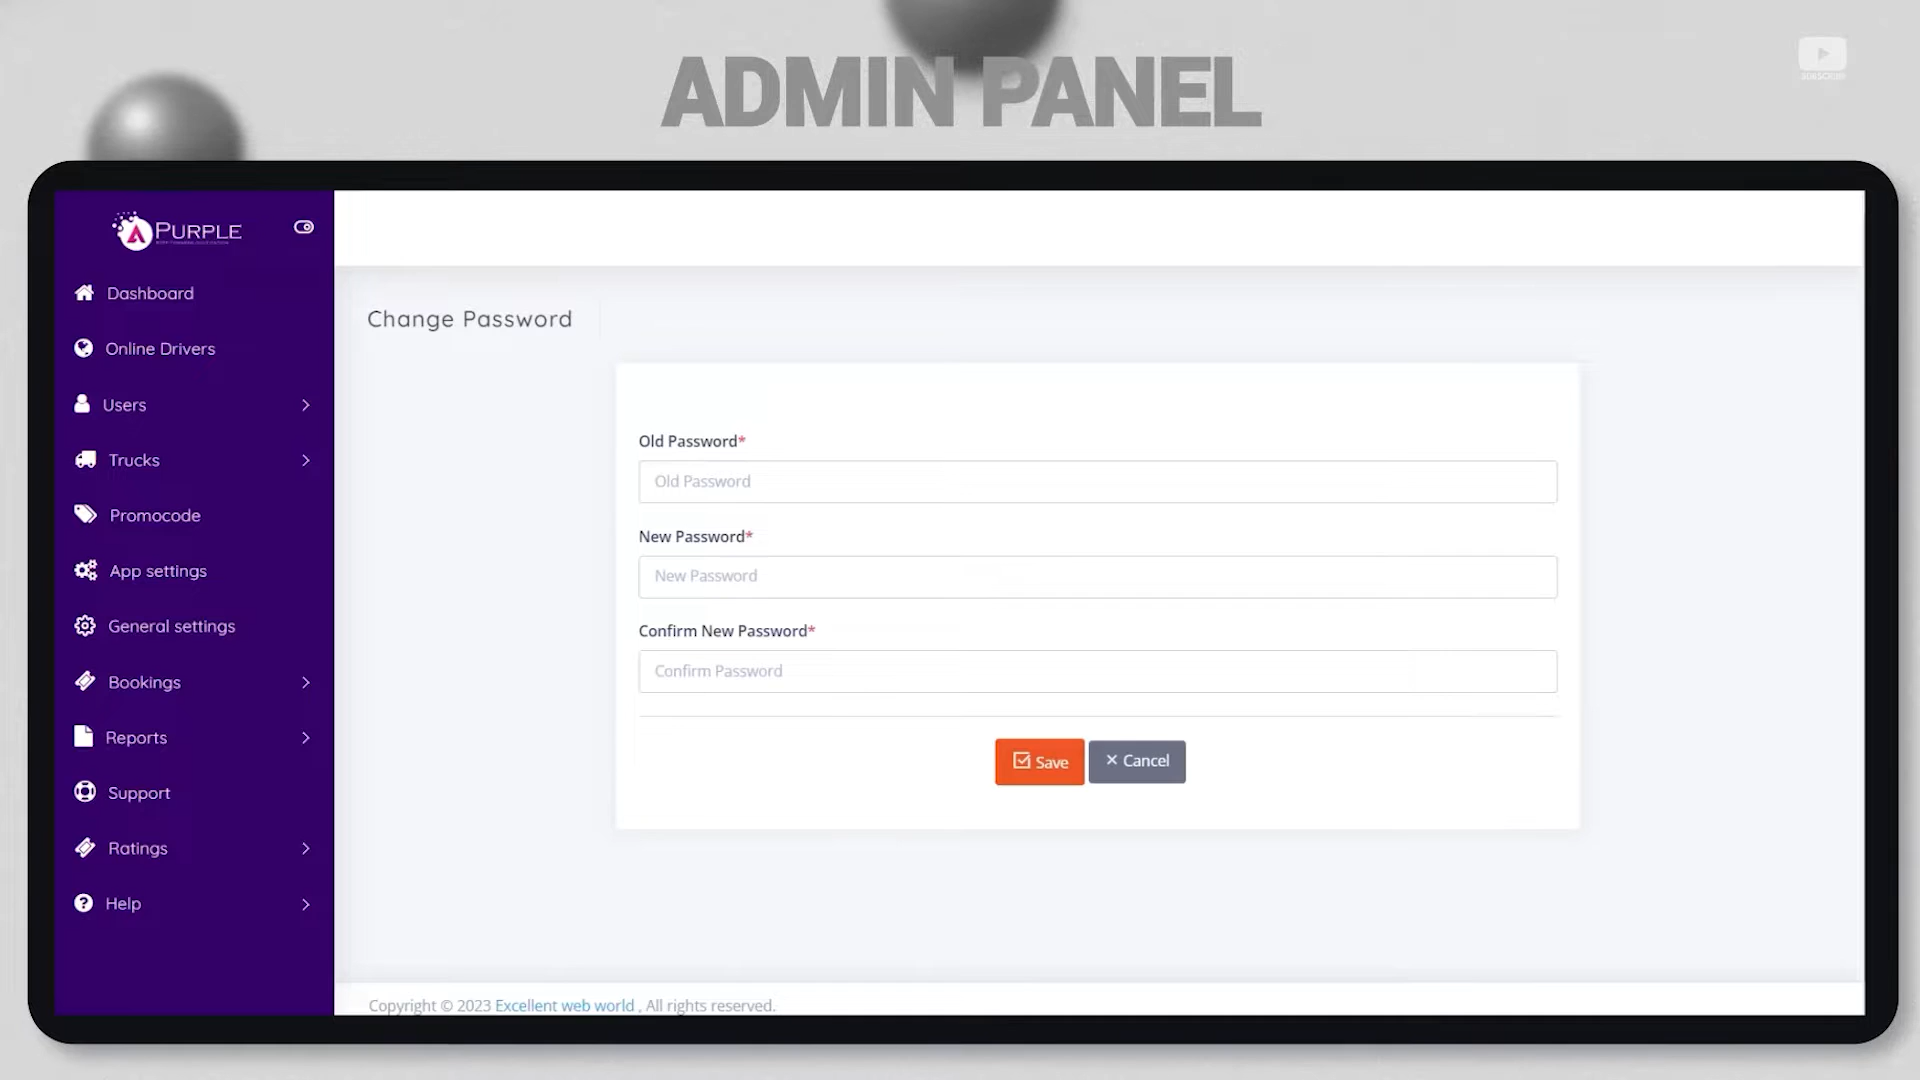 ADMIN PANEL
SUBSCRIBE
PURPLE
Dashboard
Online Drivers
Users
Trucks
Promocode
App settings
General settings
Bookings
Reports
Support
Ratings
Help
Change Password
Old Password*
Old Password
New Password*
New Password
Confirm New Password*
Confirm Password
Save
Cancel
Copyright © 2023 Excellent web world , All rights reserved.